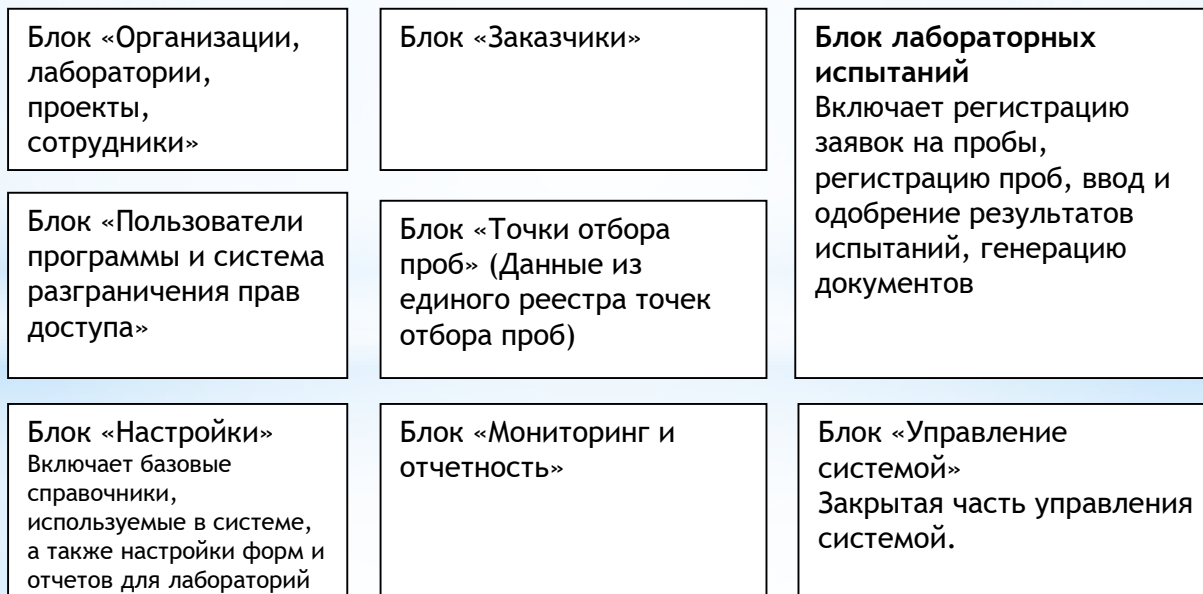 Блок «Организации,
лаборатории,
проекты,
сотрудники»
Блок «Заказчики»
Блок лабораторных
испытаний
Включает регистрацию
заявок на пробы,
регистрацию проб, ввод и
одобрение результатов
испытаний, генерацию
документов
Блок «Пользователи
программы и система
разграничения прав
доступа»
Блок «Точки отбора
проб» (Данные из
единого реестра точек
отбора проб)
Блок «Настройки»
Включает базовые
справочники,
используемые в системе,
а также настройки форм и
отчетов для лабораторий
Блок «Мониторинг и
отчетность»
Блок «Управление
системой»
Закрытая часть управления
системой.